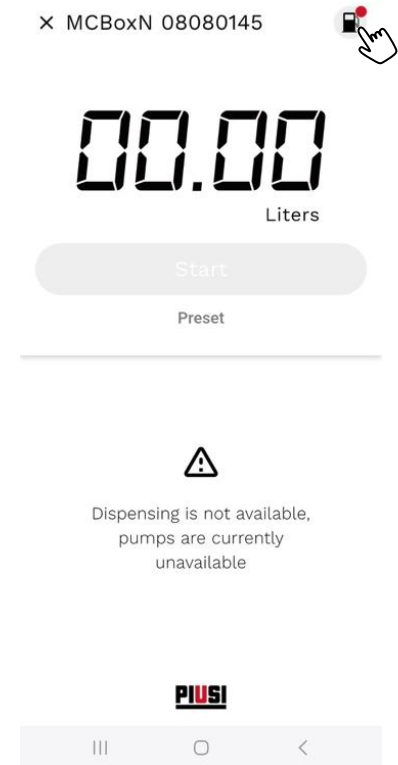 MCBoxN 08080145
00.00
Liters
Start
Preset
Dispensing is not available,
pumps are currently
unavailable
PIUSI